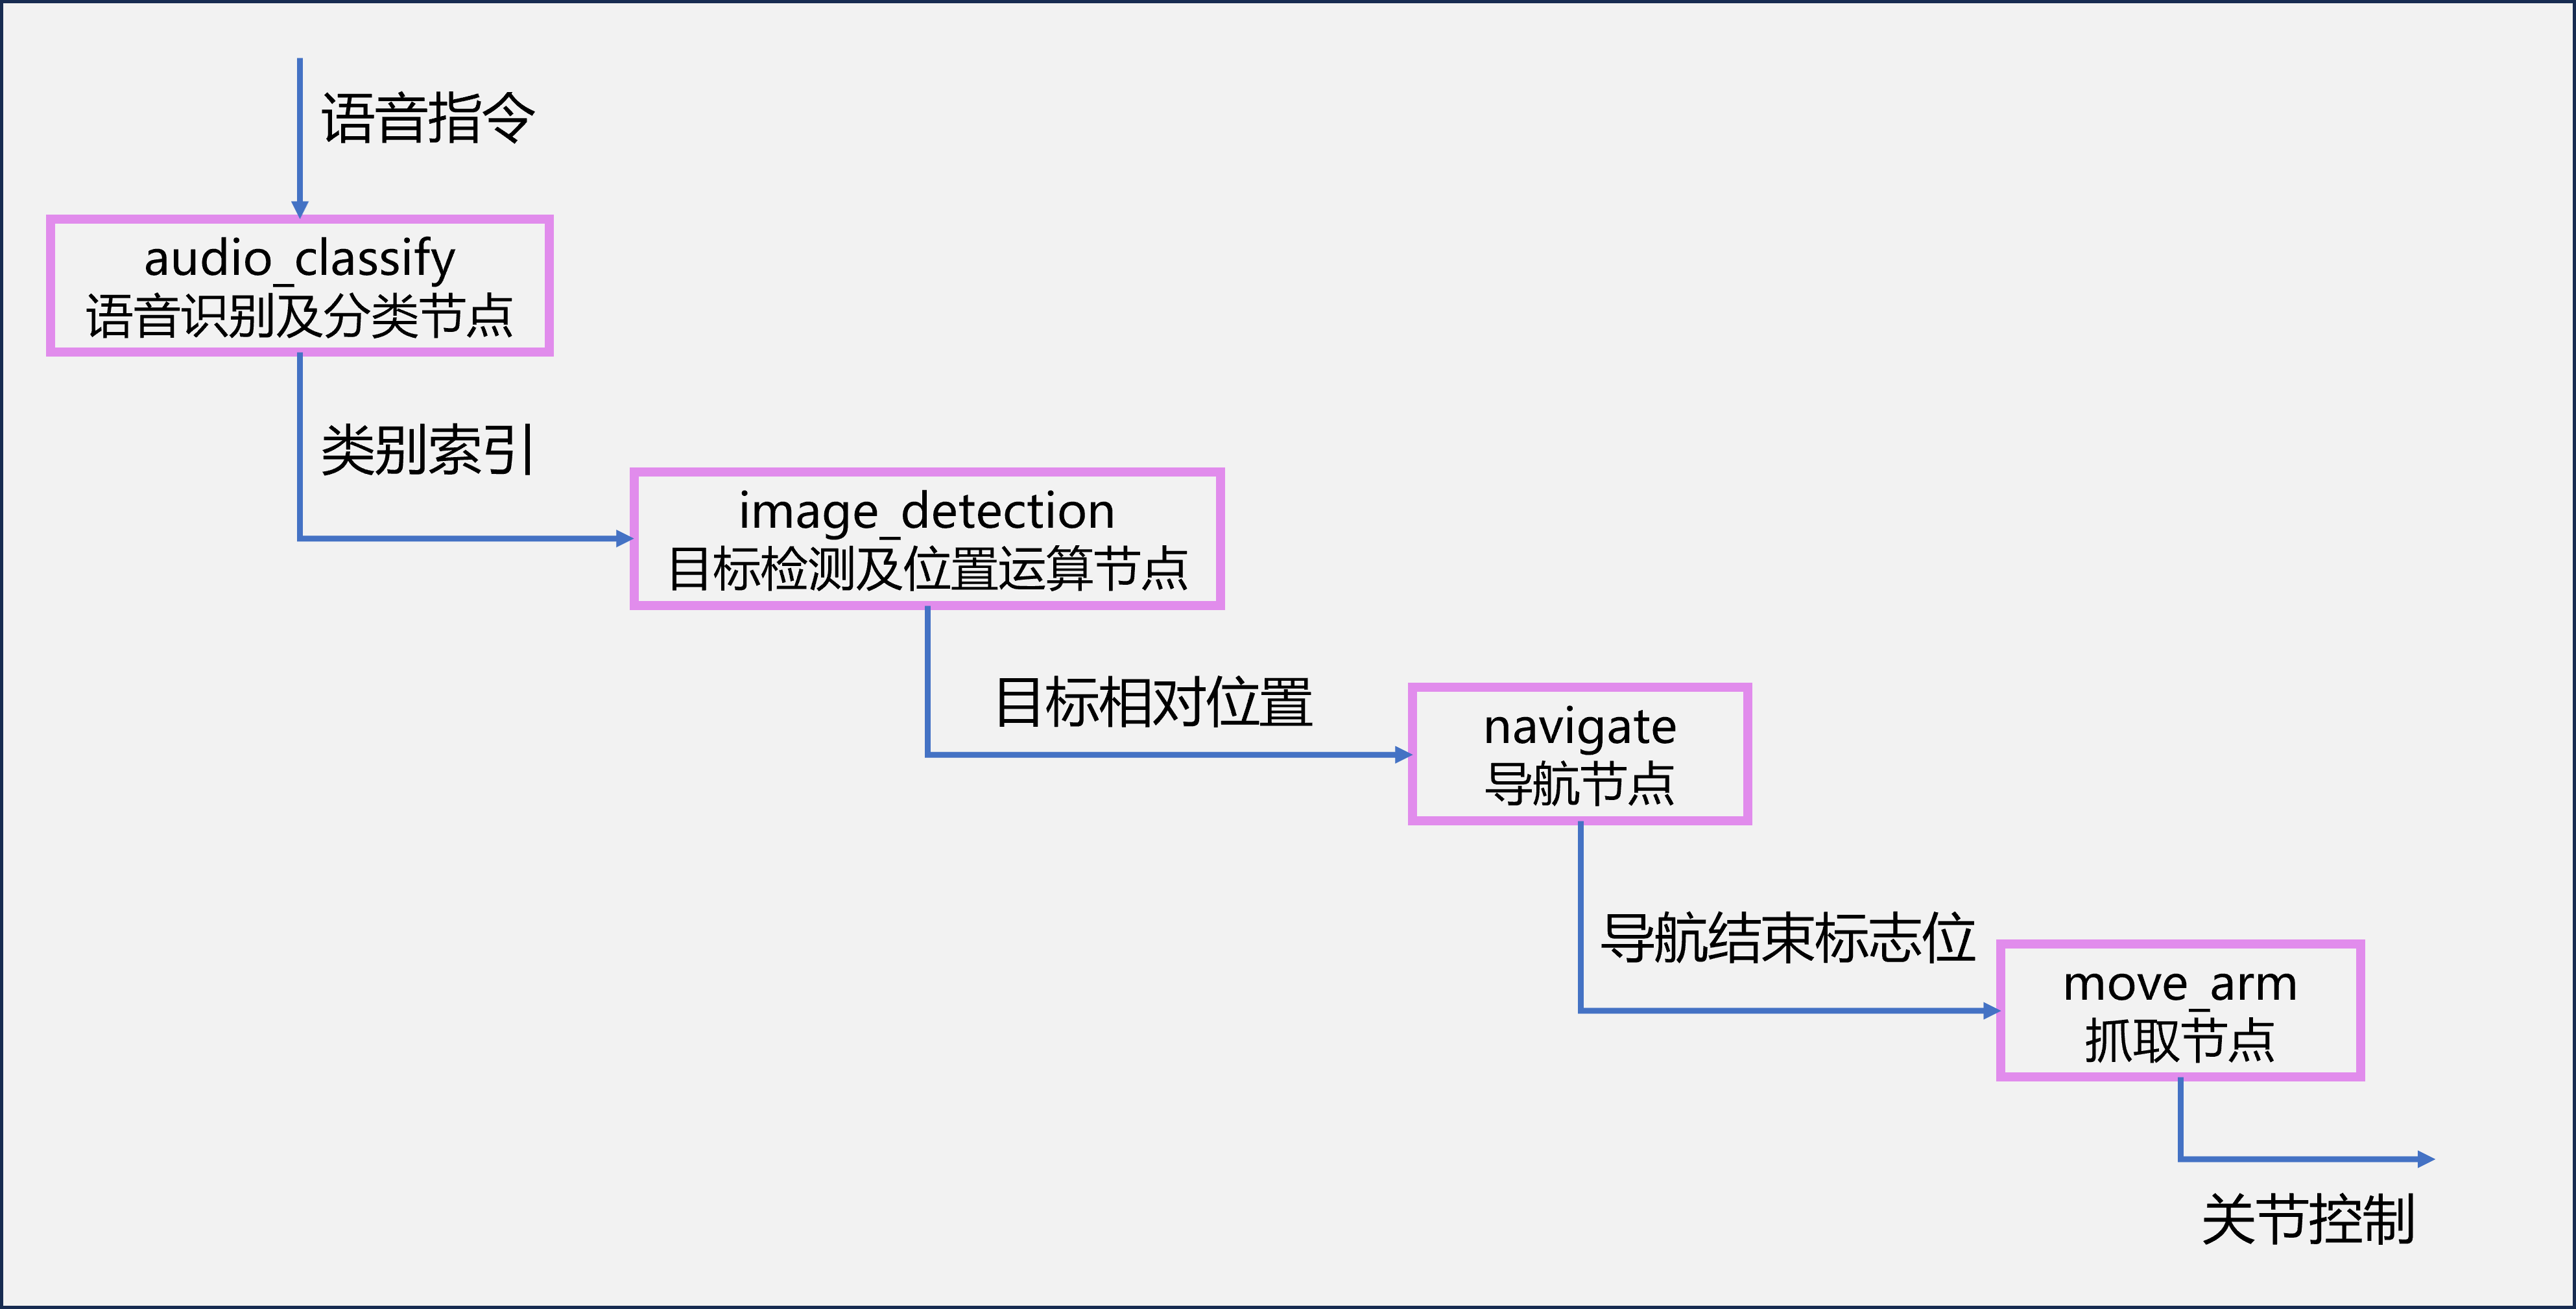 语音指令
audio_classify
语音识别及分类节点
类别索引
image_detection
目标检测及位置运算节点
目标相对位置
navigate
导航节点
导航结束标志位
move_arm
抓取节点
关节控制